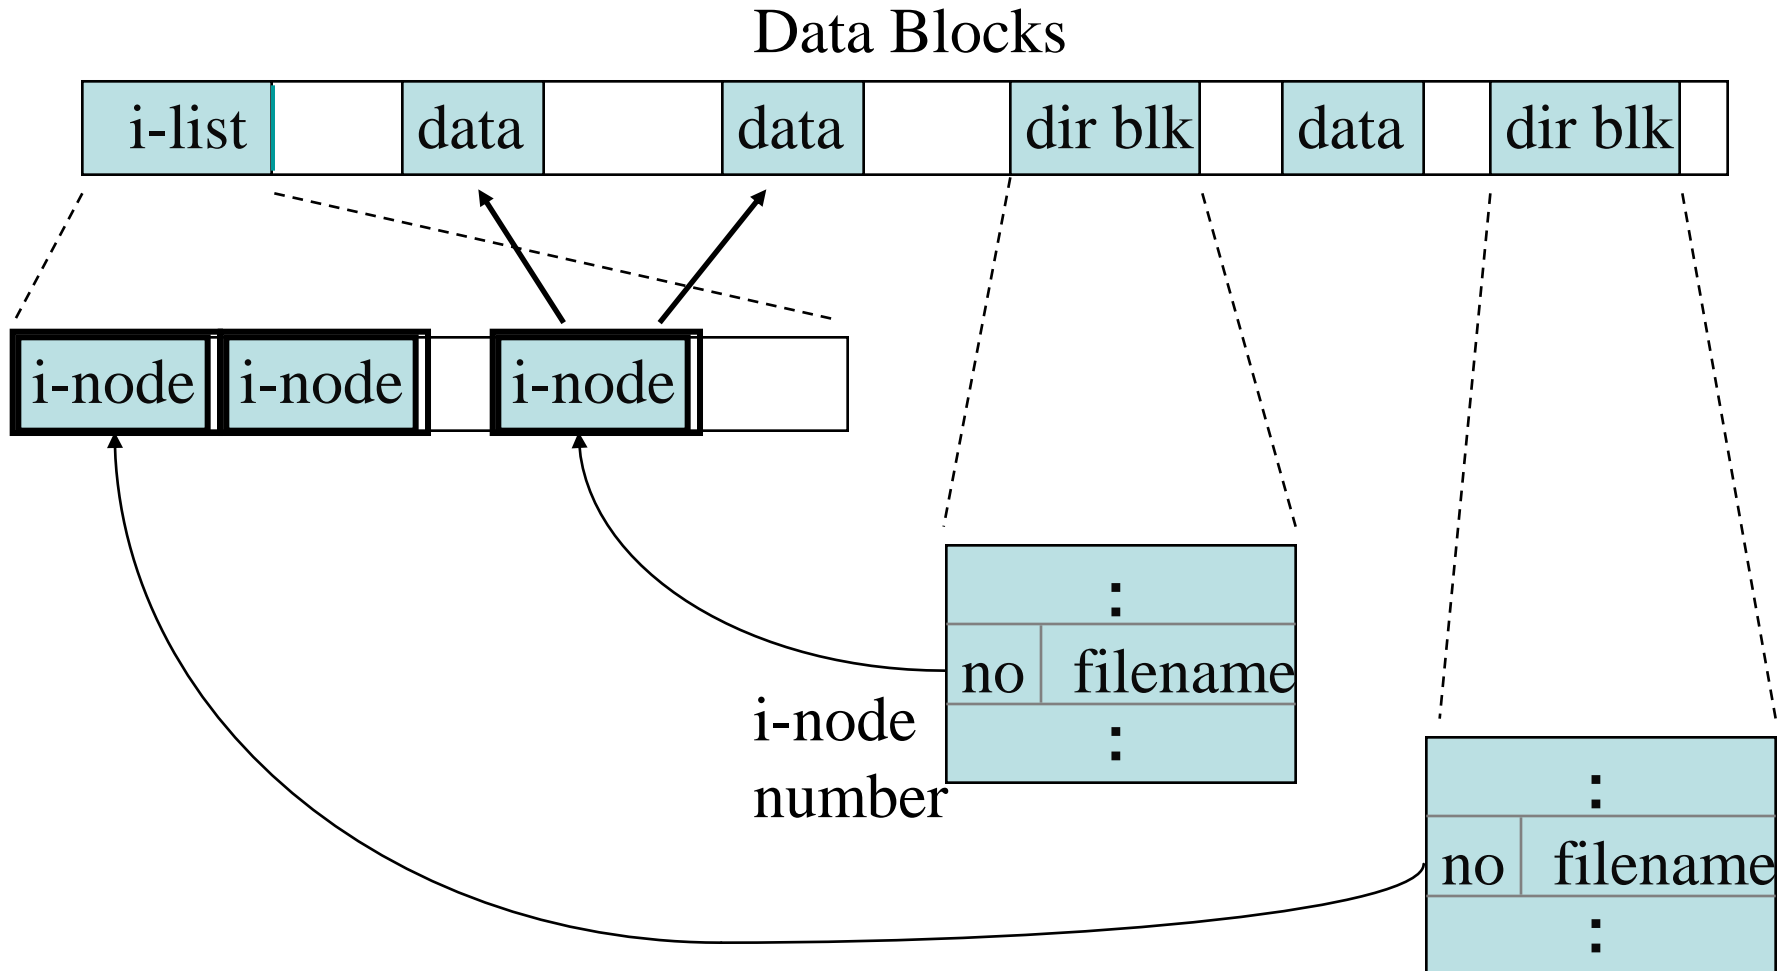 Data Blocks
i-list data data dir blk data dir blk
i-node i-node i-node
:
no filename
:
i-node
number
:
no filename
: